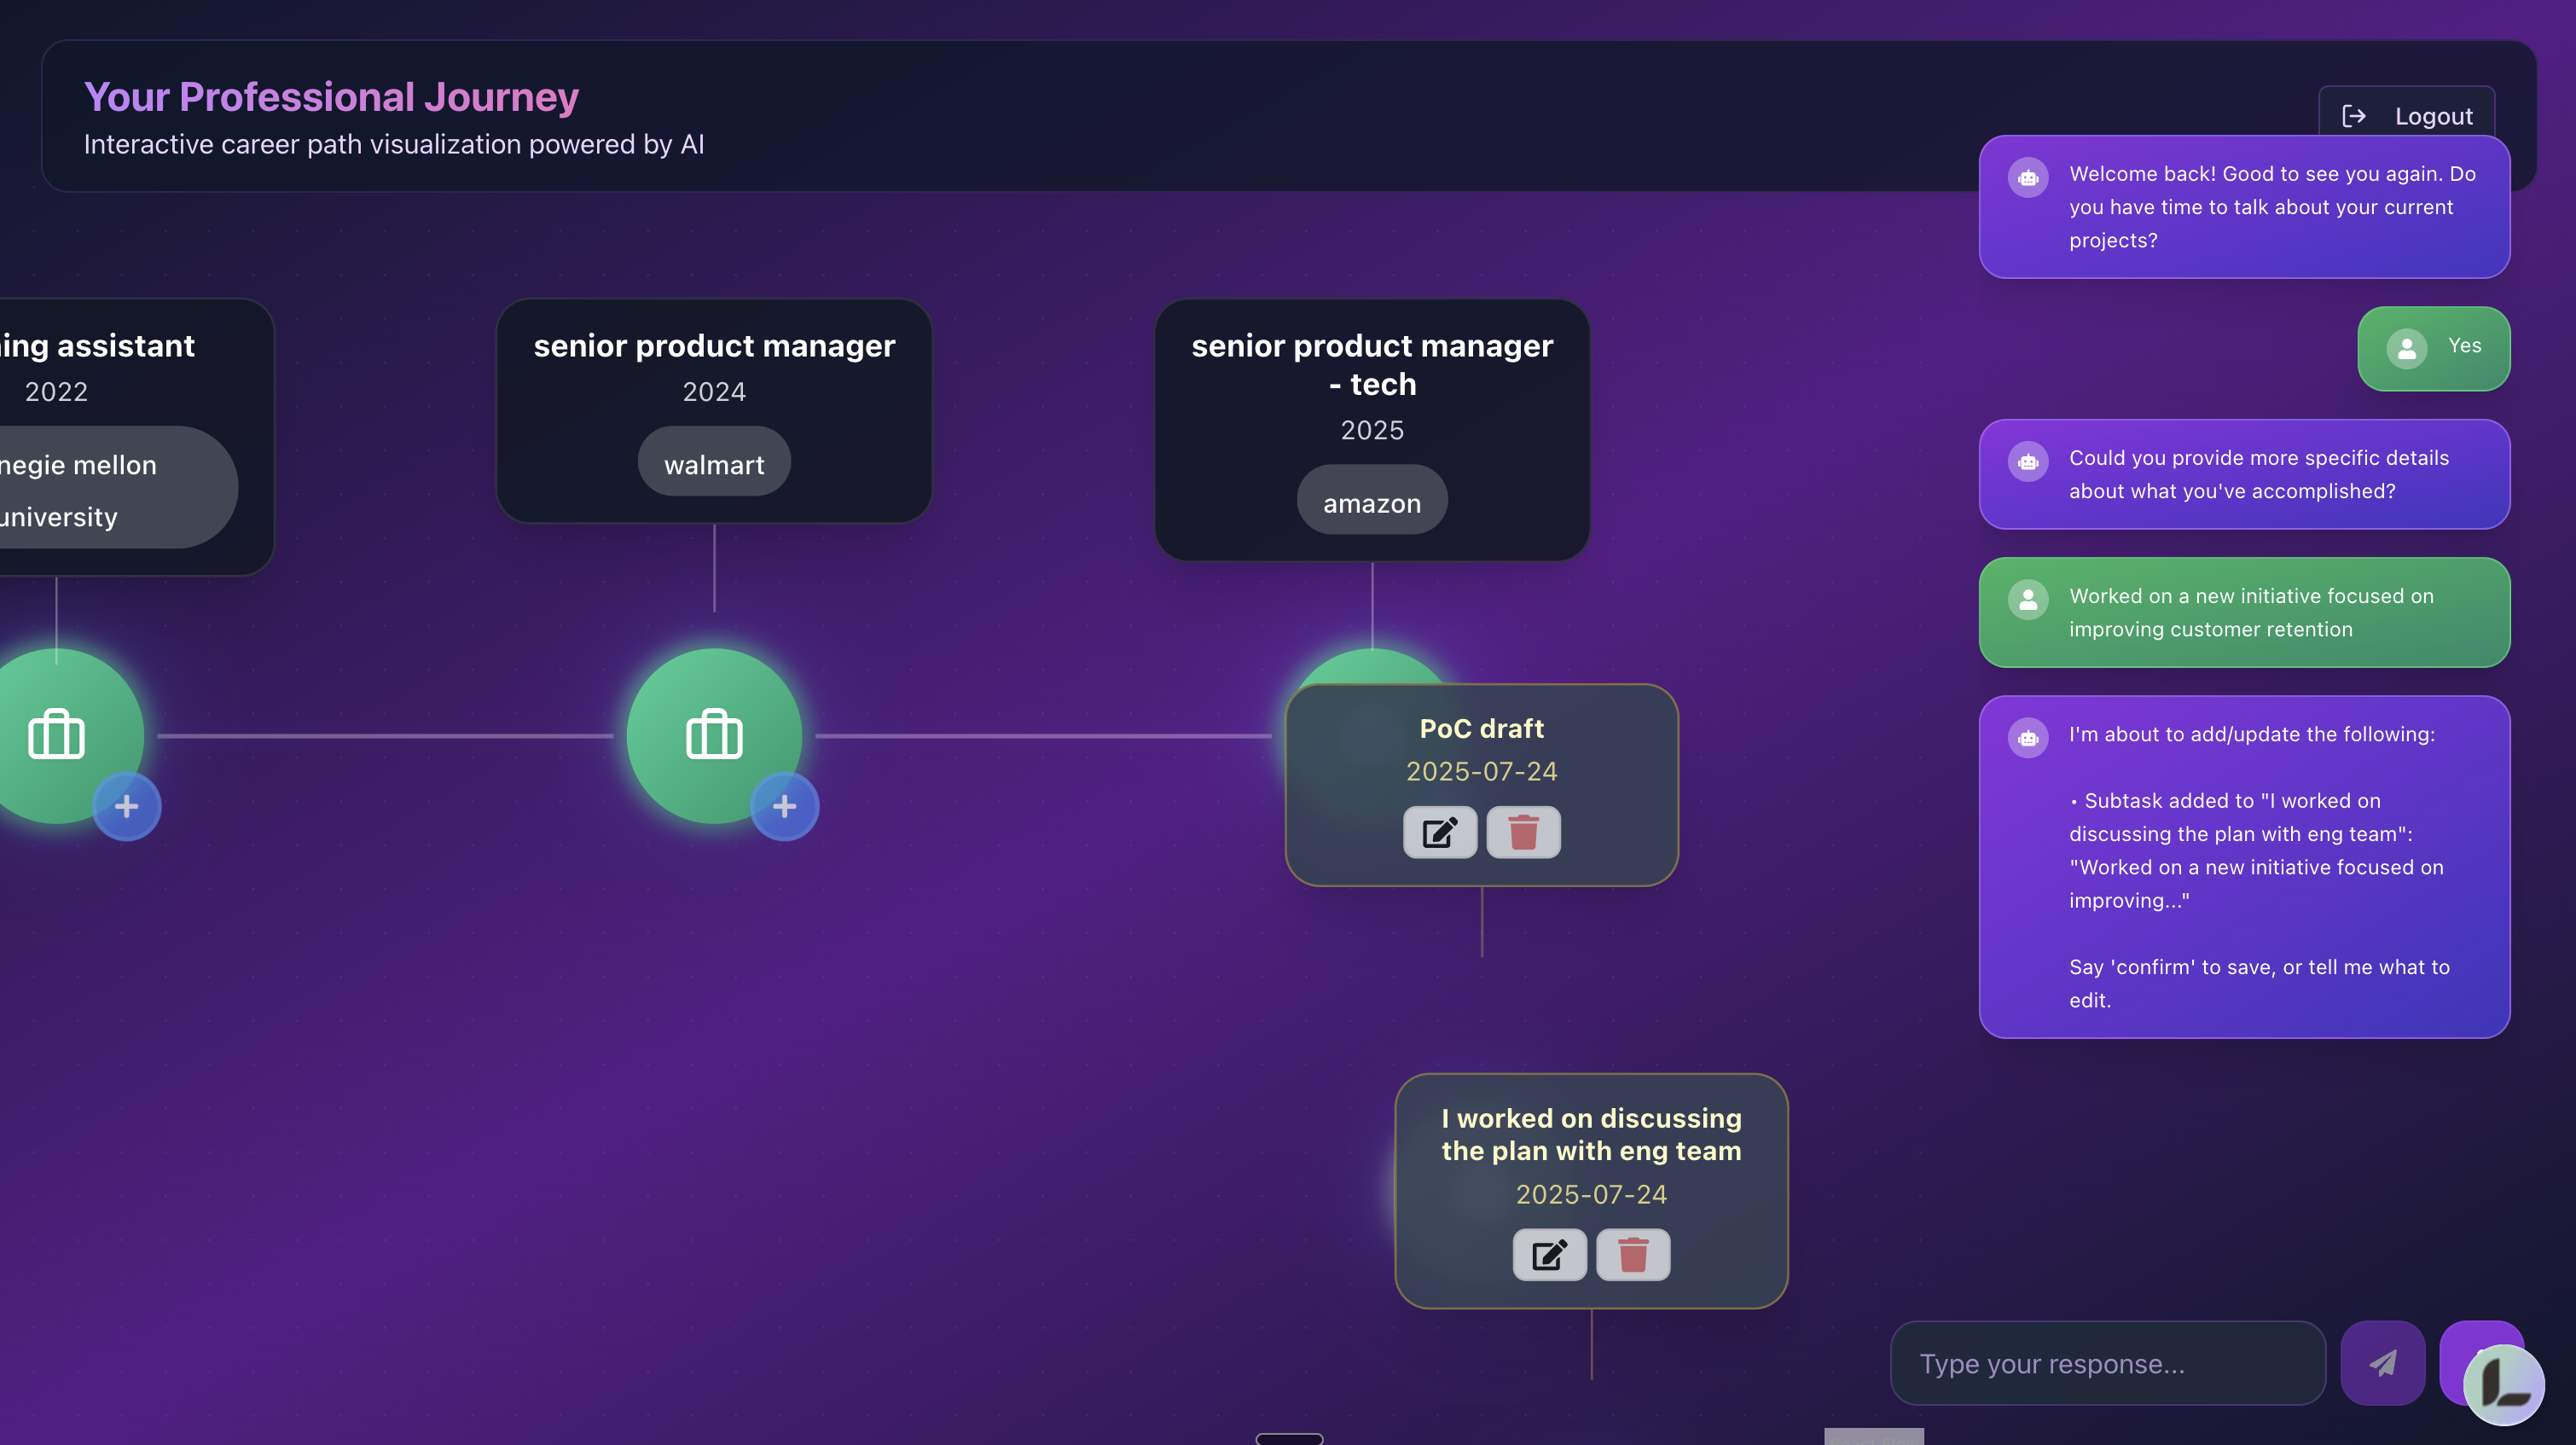 Your Professional Journey
Interactive career path visualization powered by AI
Logout
ing assistant
2022
negie mellon
university
senior product manager
2024
walmart
senior product manager
- tech
2025
amazon
PoC draft
2025-07-24
I worked on discussing
the plan with eng team
2025-07-24
Welcome back! Good to see you again. Do
you have time to talk about your current
projects?
Yes
Could you provide more specific details
about what you've accomplished?
Worked on a new initiative focused on
improving customer retention
I'm about to add/update the following:
• Subtask added to "I worked on
discussing the plan with eng team":
"Worked on a new initiative focused on
improving..."
Say 'confirm' to save, or tell me what to
edit.
Type your response...